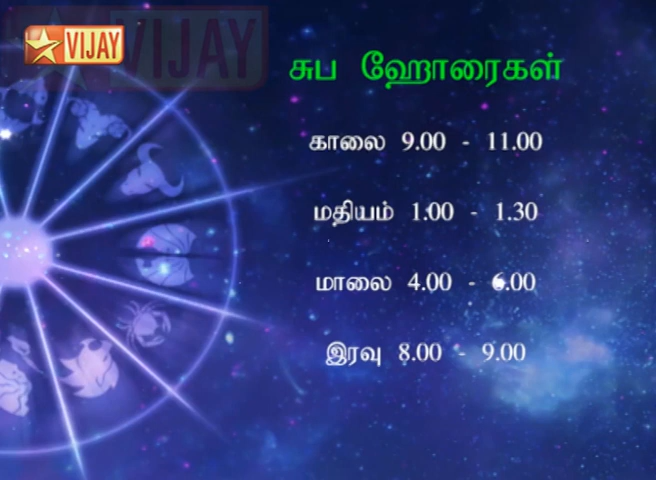 VIJAY
VIJAY
சுப ஹோரைகள்
காலை 9.00 - 11.00
மதியம் 1.00 - 1.30
மாலை 4.00 - 6.00
இரவு 8.00 - 9.00